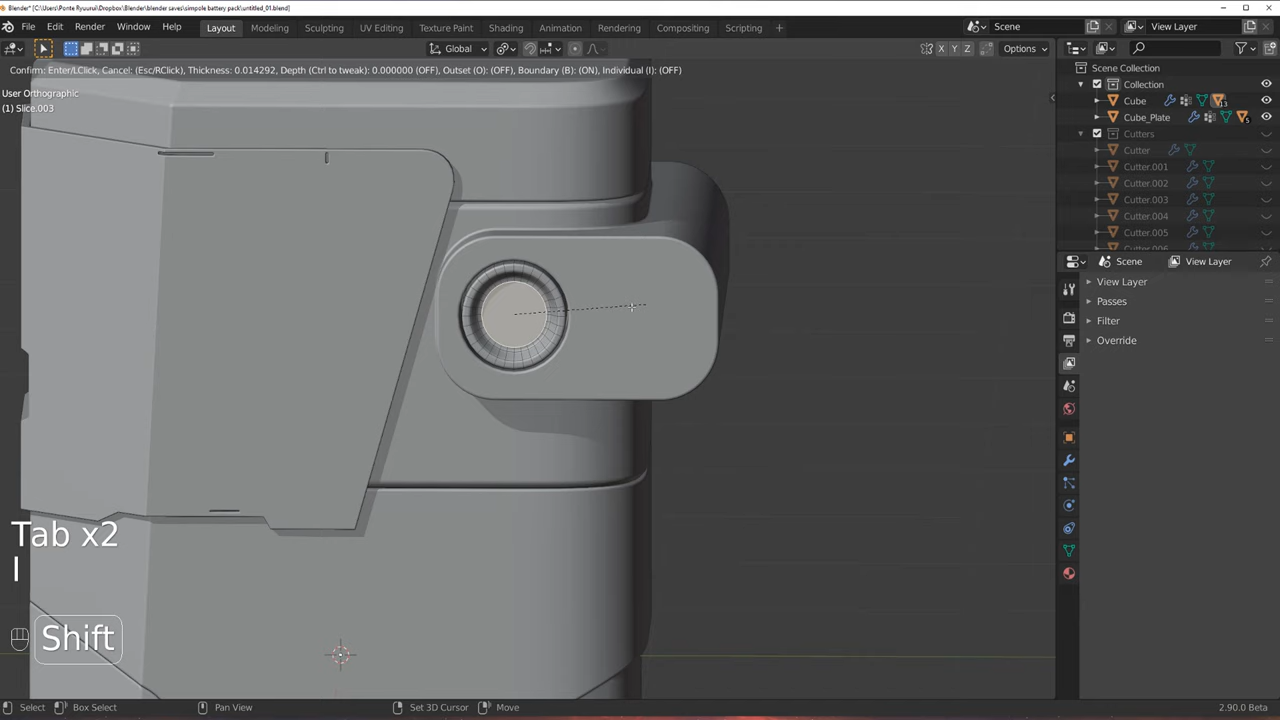 Blender* [C:\Users\Ponte Ryuurui\Dropbox\Blender\blender saves\simpole battery pack\untitled_01.blend]
File Edit Render Window Help Layout Modeling Sculpting UV Editing Texture Paint Shading Animation Rendering Compositing Scripting + Scene View Layer
Global X Y Z Options
Confirm: Enter/LClick, Cancel: (Esc/RClick), Thickness: 0.014292, Depth (Ctrl to tweak): 0.000000 (OFF), Outset (O): (OFF), Boundary (B): (ON), Individual (I): (OFF)
User Orthographic
(1) Slice.003
Scene Collection
Collection
Cube 13
Cube_Plate 5
Cutters
Cutter
Cutter.001
Cutter.002
Cutter.003
Cutter.004
Cutter.005
Cutter.006
Scene View Layer
View Layer
Passes
Filter
Override
Tab x2
I
Shift
Select Box Select Pan View Set 3D Cursor Move 2.90.0 Beta